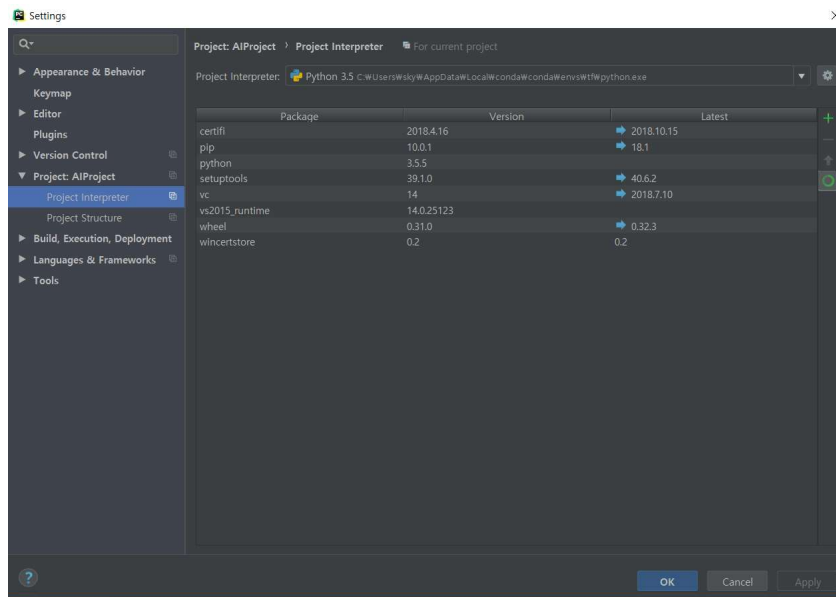 Settings
Project: AIProject › Project Interpreter For current project
Appearance & Behavior
Keymap
Editor
Plugins
Version Control
Project: AIProject
Project Interpreter
Project Structure
Build, Execution, Deployment
Languages & Frameworks
Tools
Project Interpreter: Python 3.5 C:₩Users₩sky₩AppData₩Local₩conda₩conda₩envs₩tf₩python.exe
Package Version Latest
certifi 2018.4.16 2018.10.15
pip 10.0.1 18.1
python 3.5.5
setuptools 39.1.0 40.6.2
vc 14 2018.7.10
vs2015_runtime 14.0.25123
wheel 0.31.0 0.32.3
wincertstore 0.2 0.2
? OK Cancel Apply